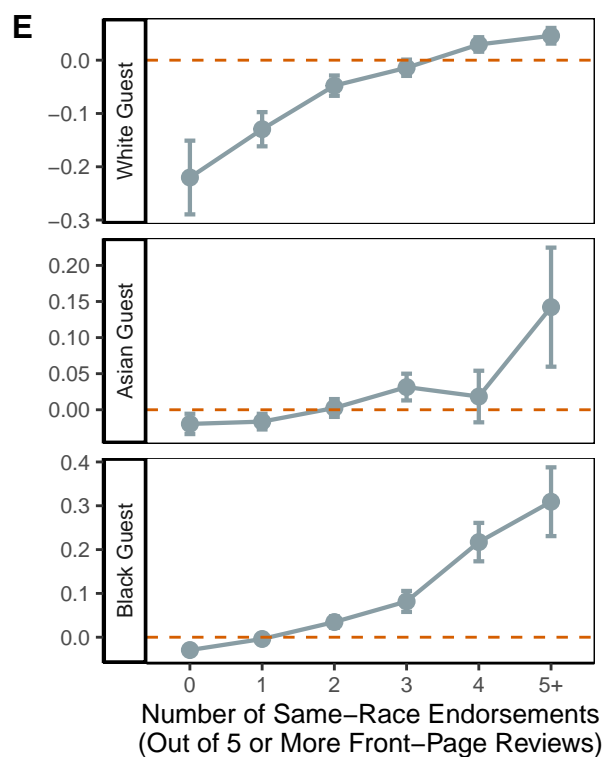 E
White Guest
0.0
−0.1
−0.2
−0.3
Asian Guest
0.20
0.15
0.10
0.05
0.00
Black Guest
0.4
0.3
0.2
0.1
0.0
0 1 2 3 4 5+
Number of Same−Race Endorsements
(Out of 5 or More Front−Page Reviews)